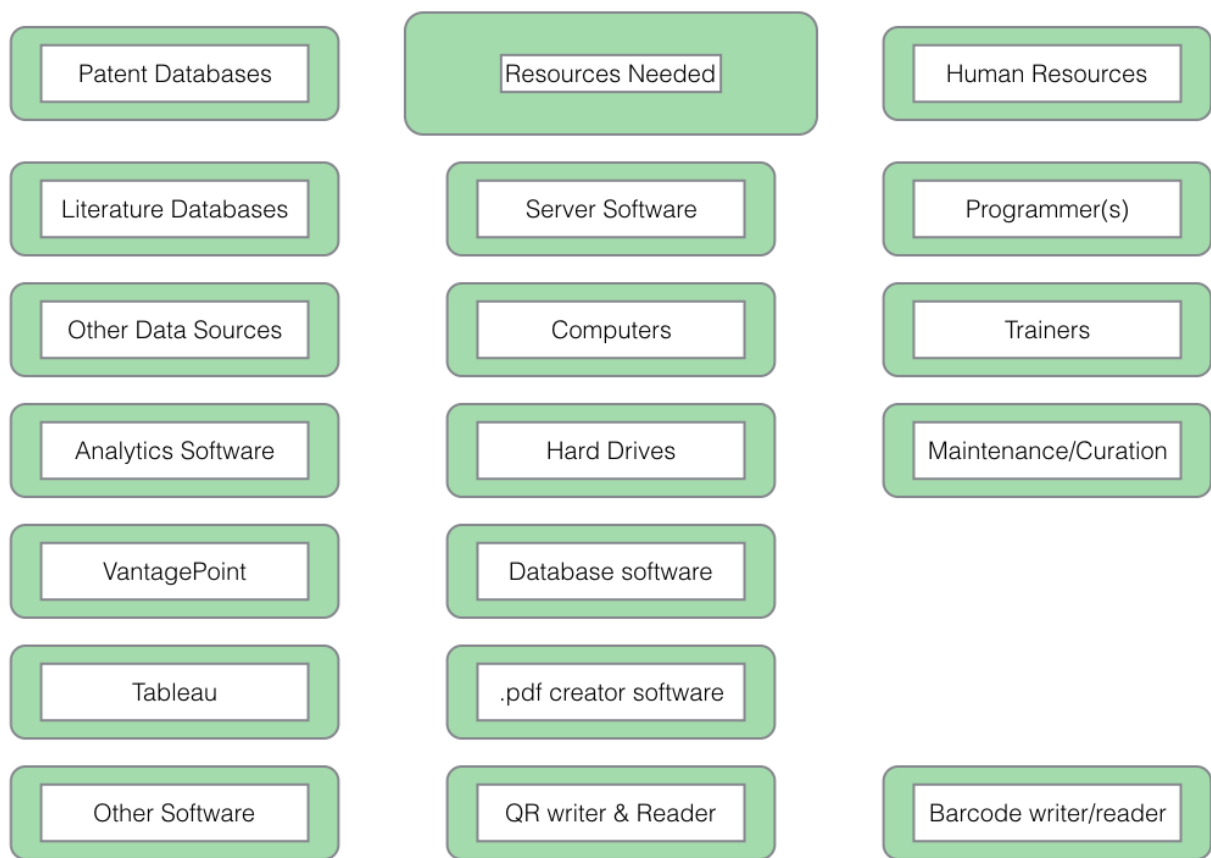 Patent Databases
Resources Needed
Human Resources
Literature Databases
Server Software
Programmer(s)
Other Data Sources
Computers
Trainers
Analytics Software
Hard Drives
Maintenance/Curation
VantagePoint
Database software
Tableau
.pdf creator software
Other Software
QR writer & Reader
Barcode writer/reader